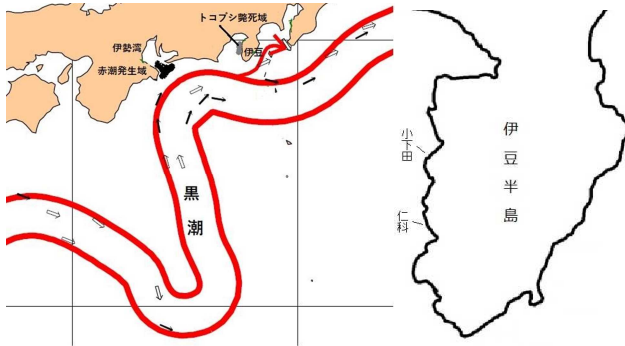 トコブシ斃死域
伊勢湾
伊豆
赤潮発生域
黒潮
小下田
伊豆半島
仁科